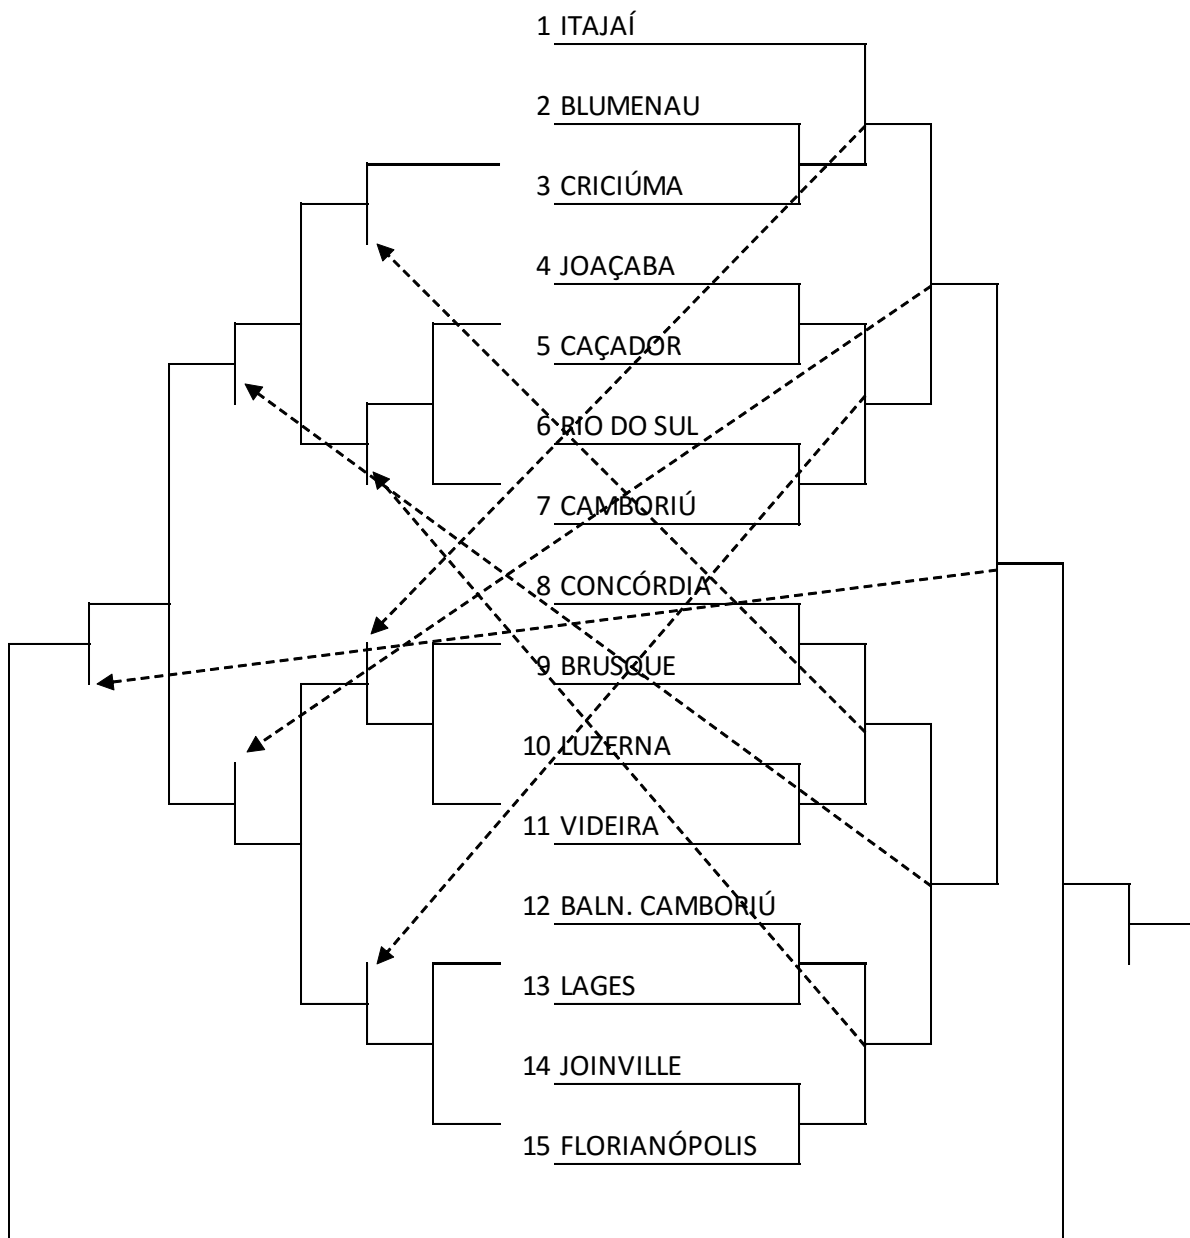 1 ITAJAÍ
2 BLUMENAU
3 CRICIÚMA
4 JOAÇABA
5 CAÇADOR
6 RIO DO SUL
7 CAMBORIÚ
8 CONCÓRDIA
9 BRUSQUE
10 LUZERNA
11 VIDEIRA
12 BALN. CAMBORIÚ
13 LAGES
14 JOINVILLE
15 FLORIANÓPOLIS